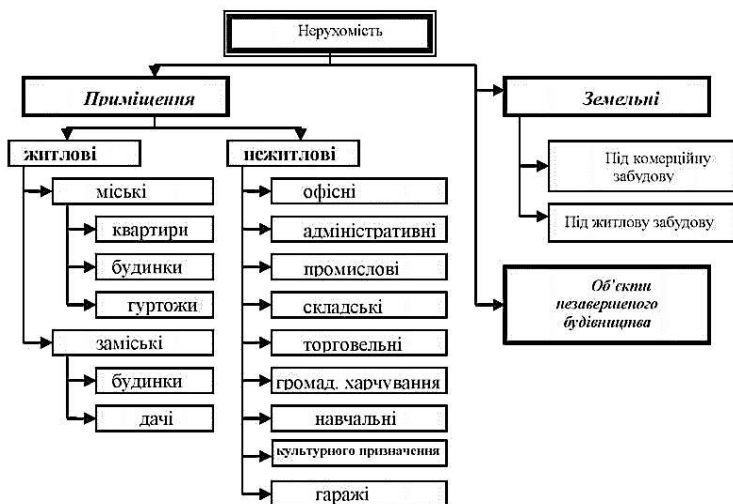 Нерухомість
Приміщення
Земельні
житлові
нежитлові
Під комерційну
забудову
міські
офісні
квартири
адміністративні
Під житлову забудову
будинки
промислові
гуртожи
складські
Об'єкти
незавершеного
будівництва
заміські
торговельні
будинки
громад. харчування
дачі
навчальні
культурного призначення
гаражі